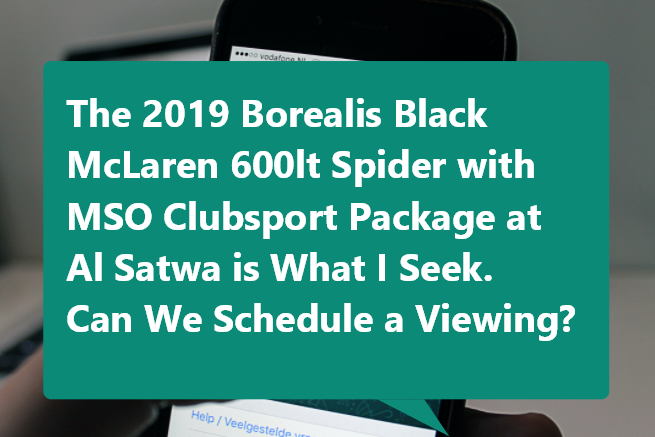 vodafone NL
The 2019 Borealis Black
McLaren 600lt Spider with
MSO Clubsport Package at
Al Satwa is What I Seek.
Can We Schedule a Viewing?
Help / Veelgestelde